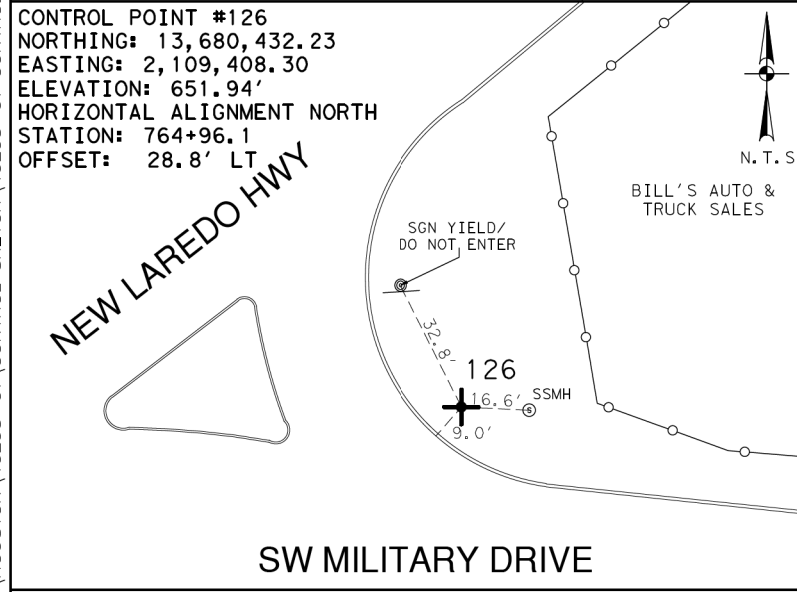 CONTROL POINT #126
NORTHING: 13,680,432.23
EASTING: 2,109,408.30
ELEVATION: 651.94'
HORIZONTAL ALIGNMENT NORTH
STATION: 764+96.1
OFFSET: 28.8' LT
N.T.S
NEW LAREDO HWY
BILL'S AUTO &
TRUCK SALES
SGN YIELD/
DO NOT ENTER
32.8'
126
16.6'
SSMH
S
9.0'
SW MILITARY DRIVE